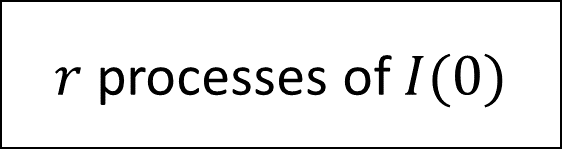 r processes of I(0)